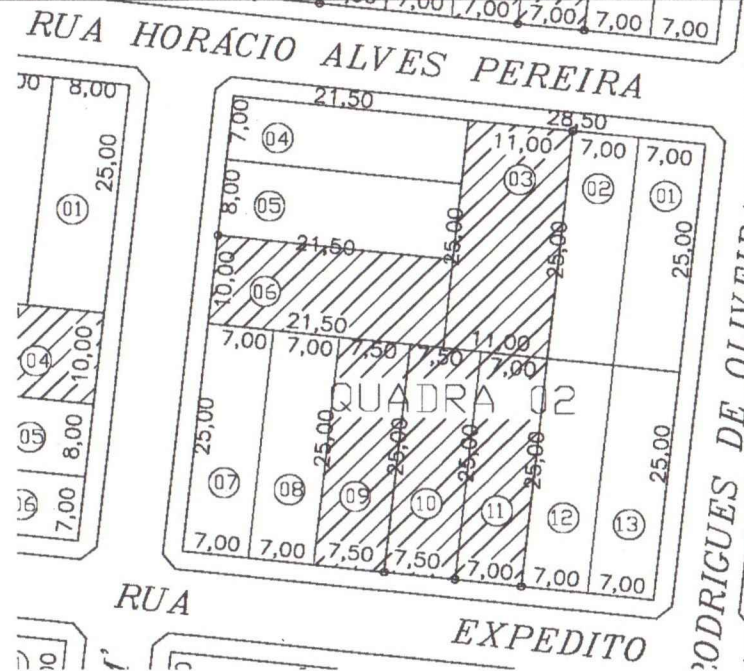 7,00 7,00 7,00 7,00 7,00
RUA HORÁCIO ALVES PEREIRA
8,00
25,00
01
04
10,00
05
8,00
06
7,00
21,50 28,50
7,00 04 11,00 7,00 7,00
03 02 01
8,00 05
25,00 25,00 25,00
21,50
10,00 06
21,50 11,00
7,00 7,00 7,50 7,50 7,00
QUADRA 02
25,00 25,00 25,00 25,00 25,00 25,00
07 08 09 10 11 12 13
7,00 7,00 7,50 7,50 7,00 7,00 7,00
RODRIGUES DE OLIVEIRA
RUA EXPEDITO